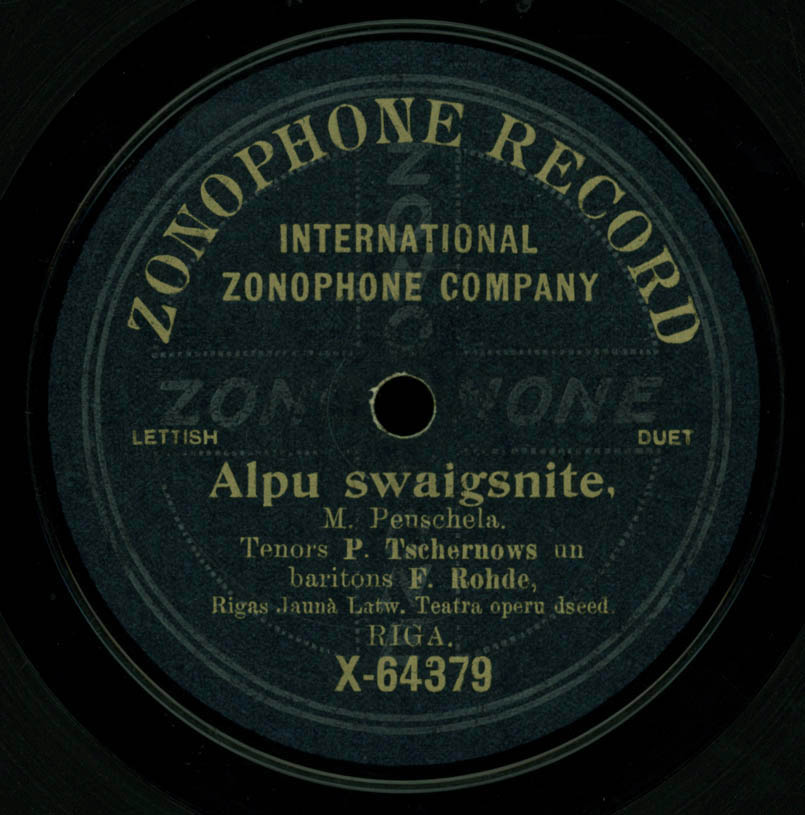 ZONOPHONE RECORD
INTERNATIONAL
ZONOPHONE COMPANY
LETTISH
DUET
Alpu swaigsnite,
M. Penschela.
Tenors P. Tschernows un
baritons F. Rohde,
Rigas Jaunà Latw. Teatra operu dseed.
RIGA.
X-64379